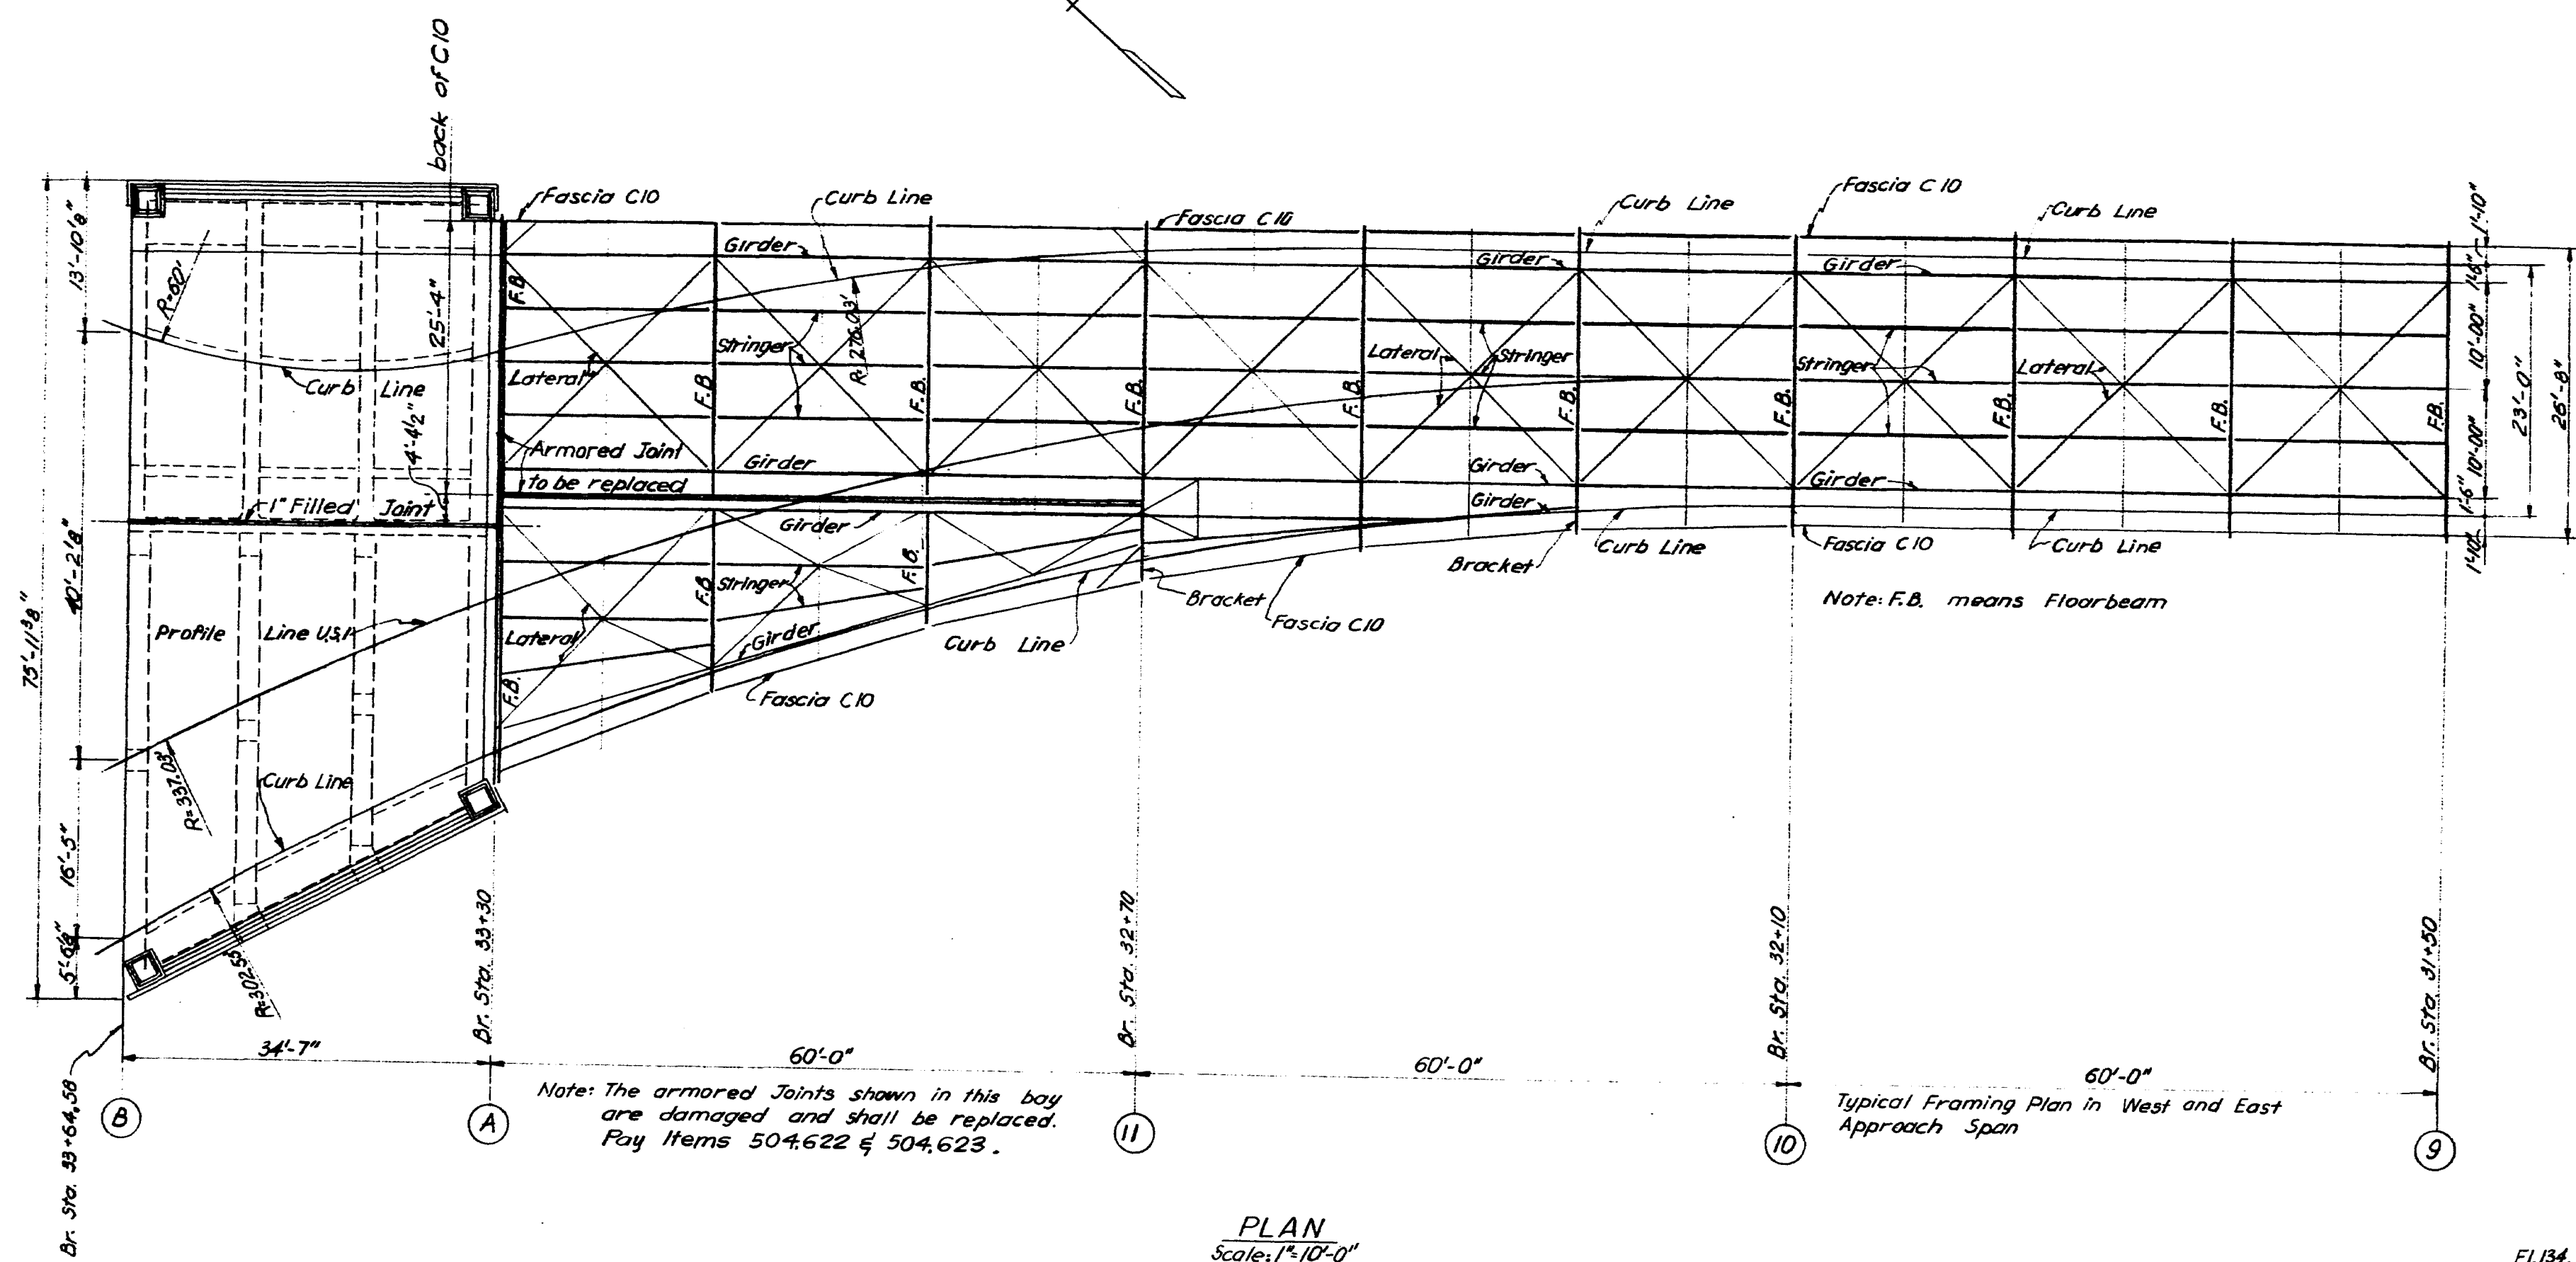 back of C10
Fascia C10
Curb Line
Fascia C10
Curb Line
Fascia C10
Curb Line
1'-10"
13'-10⅛"
R=60'
25'-4"
F.B.
Girder
R=276.03'
Girder
Girder
1'-6"
Curb Line
Lateral
Stringer
F.B.
F.B.
F.B.
F.B.
Lateral
Stringer
F.B.
Stringer
F.B.
Lateral
F.B.
F.B.
F.B.
10'-00"
23'-0"
26'-8"
4'-4½"
Armored Joint
to be replaced
Girder
Girder
Girder
10'-00"
1" Filled Joint
Girder
Girder
1'-6"
Bracket
Curb Line
Fascia C10
Curb Line
1'-10"
75'-11⅜"
40'-2⅛"
Profile Line U.S.1
F.B.
Stringer
F.B.
Lateral
Girder
Curb Line
Bracket
Fascia C10
Note: F.B. means Floorbeam
F.B.
Fascia C10
R=337.03'
Curb Line
16'-5"
R=302.55'
Br. Sta. 33+64.58
Br. Sta. 33+30
Br. Sta. 32+70
Br. Sta. 32+10
Br. Sta. 31+50
34'-7"
60'-0"
60'-0"
60'-0"
B
A
11
10
9
Note: The armored Joints shown in this bay
are damaged and shall be replaced.
Pay Items 504.622 & 504.623.
Typical Framing Plan in West and East
Approach Span
PLAN
Scale: 1"=10'-0"
F1.134